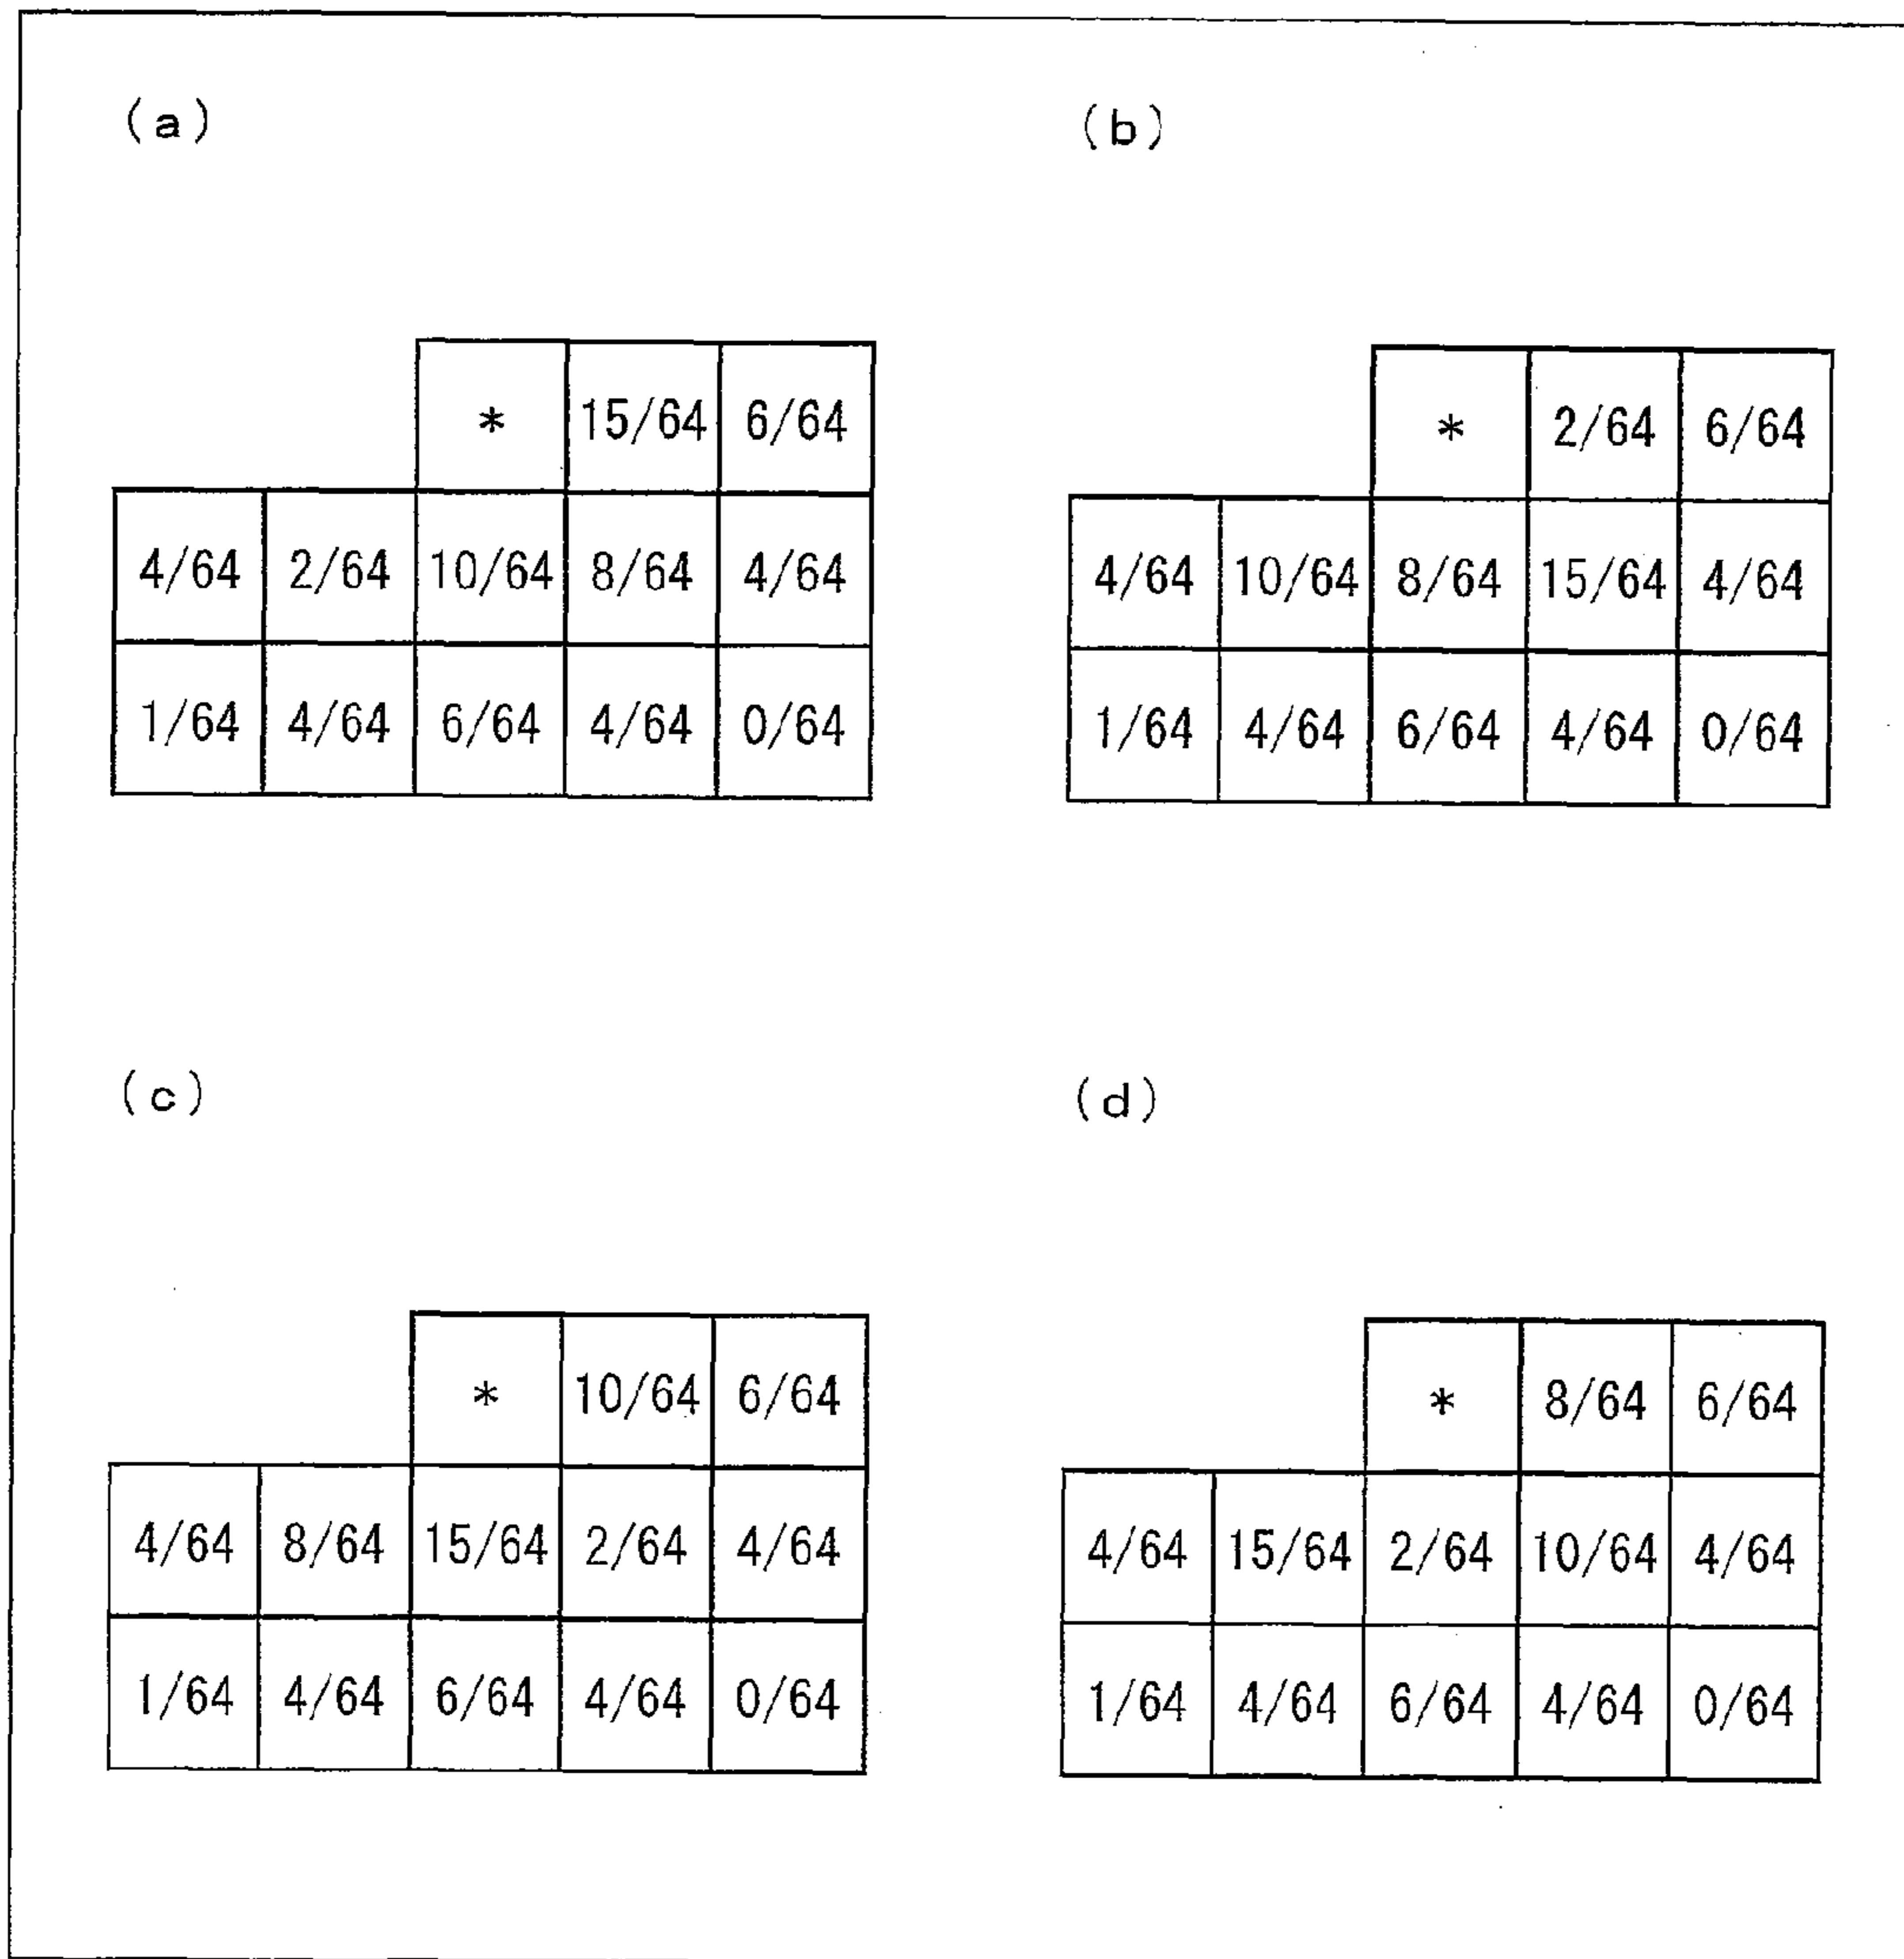 (a)
* 15/64 6/64
4/64 2/64 10/64 8/64 4/64
1/64 4/64 6/64 4/64 0/64
(b)
* 2/64 6/64
4/64 10/64 8/64 15/64 4/64
1/64 4/64 6/64 4/64 0/64
(c)
* 10/64 6/64
4/64 8/64 15/64 2/64 4/64
1/64 4/64 6/64 4/64 0/64
(d)
* 8/64 6/64
4/64 15/64 2/64 10/64 4/64
1/64 4/64 6/64 4/64 0/64